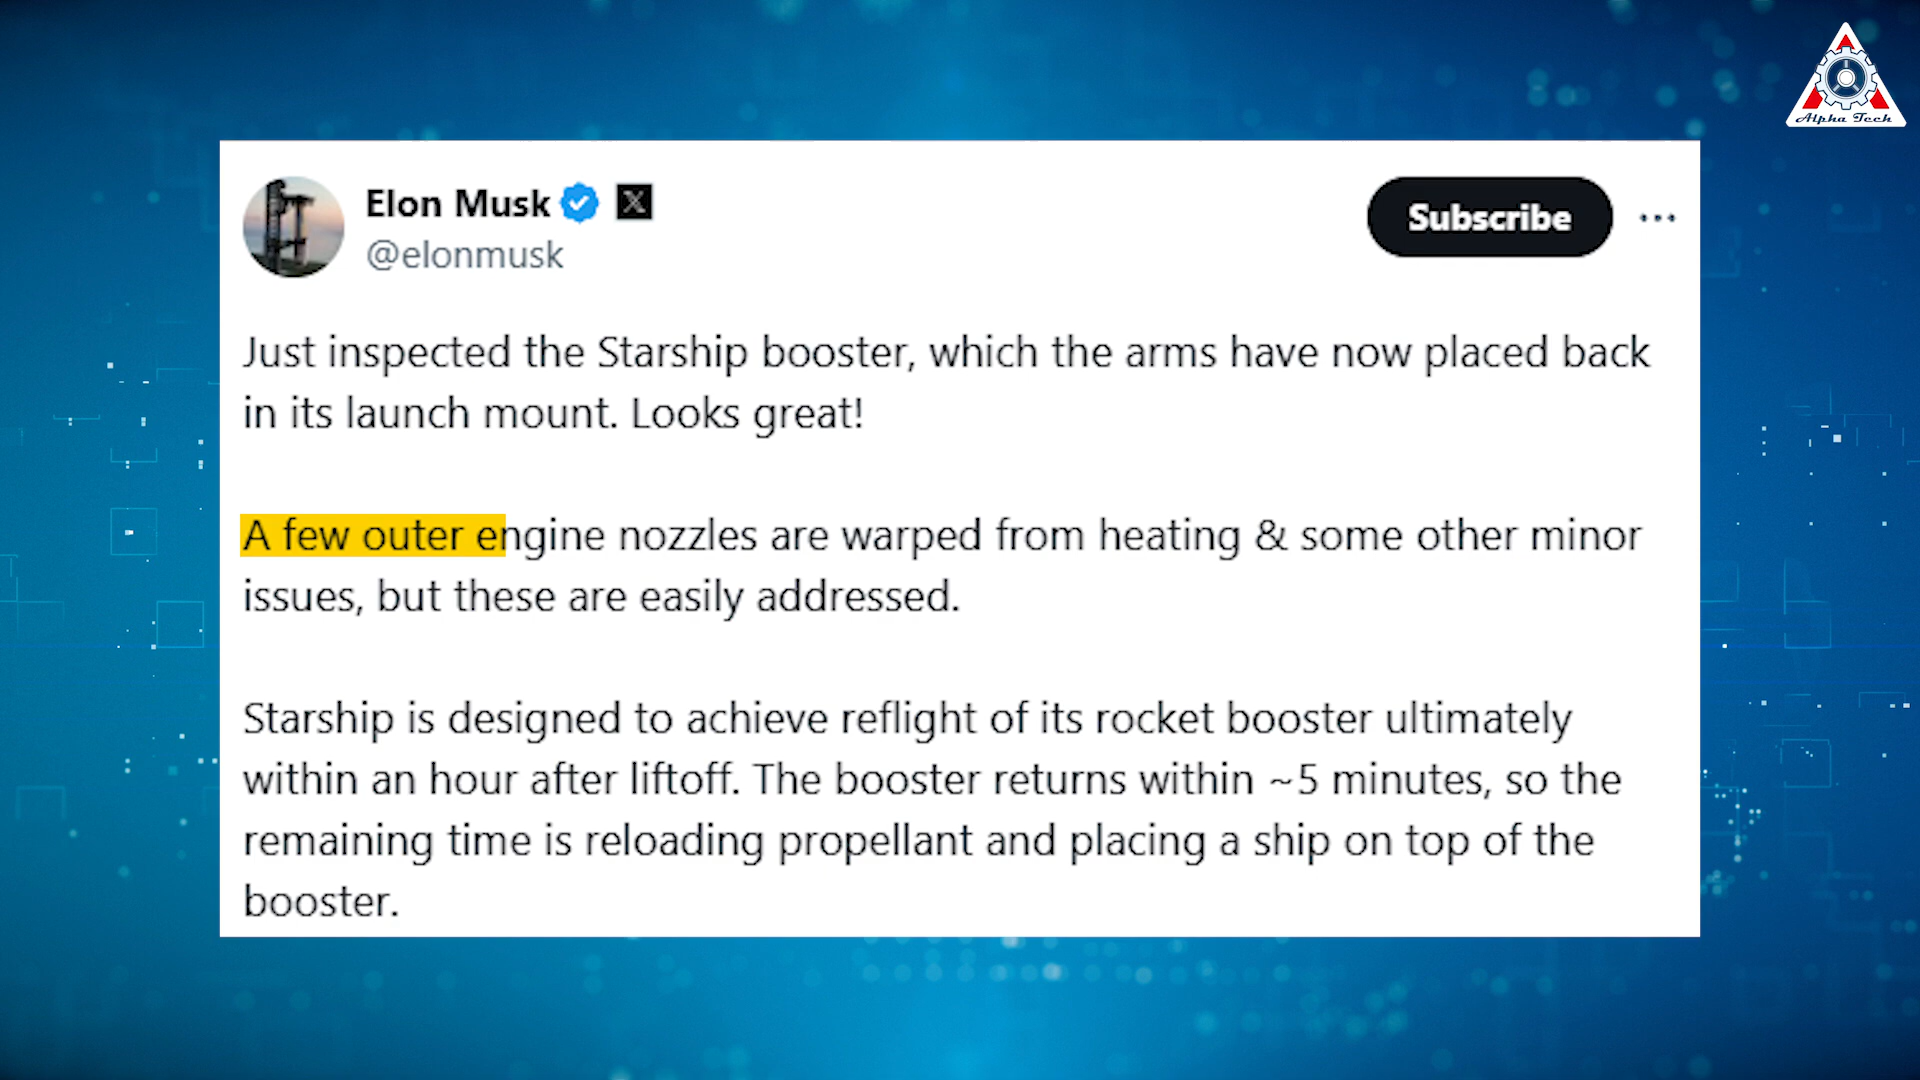 Alpha Tech
Elon Musk
@elonmusk
Subscribe
Just inspected the Starship booster, which the arms have now placed back
in its launch mount. Looks great!
A few outer engine nozzles are warped from heating & some other minor
issues, but these are easily addressed.
Starship is designed to achieve reflight of its rocket booster ultimately
within an hour after liftoff. The booster returns within ~5 minutes, so the
remaining time is reloading propellant and placing a ship on top of the
booster.